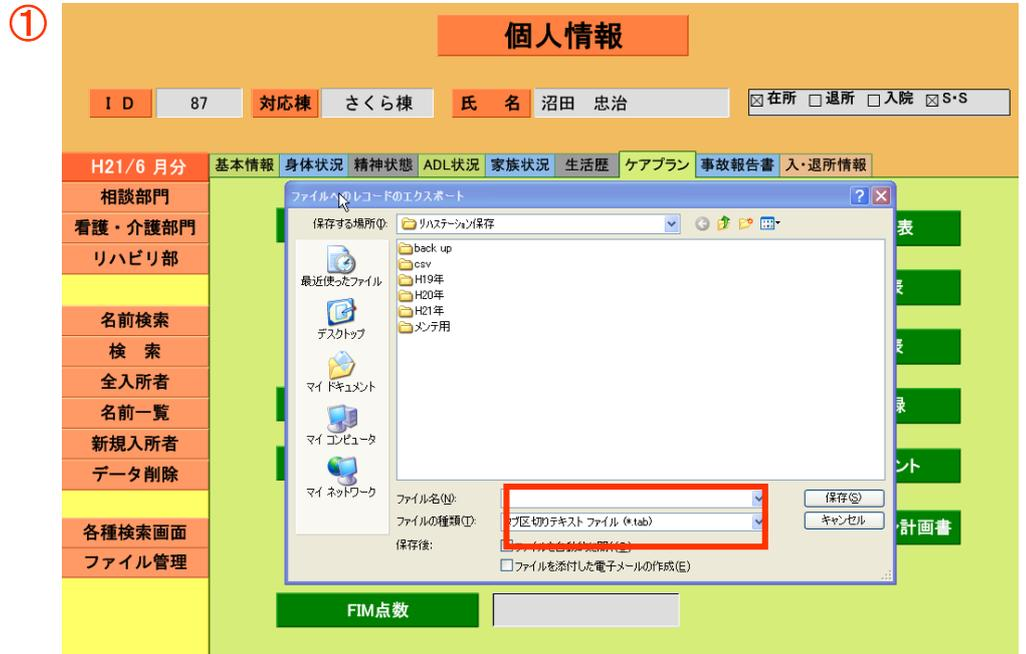 ①
個人情報
ＩＤ 87 対応棟 さくら棟 氏 名 沼田 忠治 在所 退所 入院 S･S
H21/6 月分 基本情報 身体状況 精神状態 ADL状況 家族状況 生活歴 ケアプラン 事故報告書 入・退所情報
相談部門
看護・介護部門
リハビリ部
名前検索
検 索
全入所者
名前一覧
新規入所者
データ削除
各種検索画面
ファイル管理
ファイルへのレコードのエクスポート
保存する場所(I): リハステーション保存
最近使ったファイル
デスクトップ
マイ ドキュメント
マイ コンピュータ
マイ ネットワーク
back up
csv
H19年
H20年
H21年
メンテ用
ファイル名(N): 保存(S)
ファイルの種類(T): タブ区切りテキスト ファイル (*.tab) キャンセル
保存後:
ファイルを添付した電子メールの作成(E)
表
表
録
ント
計画書
FIM点数